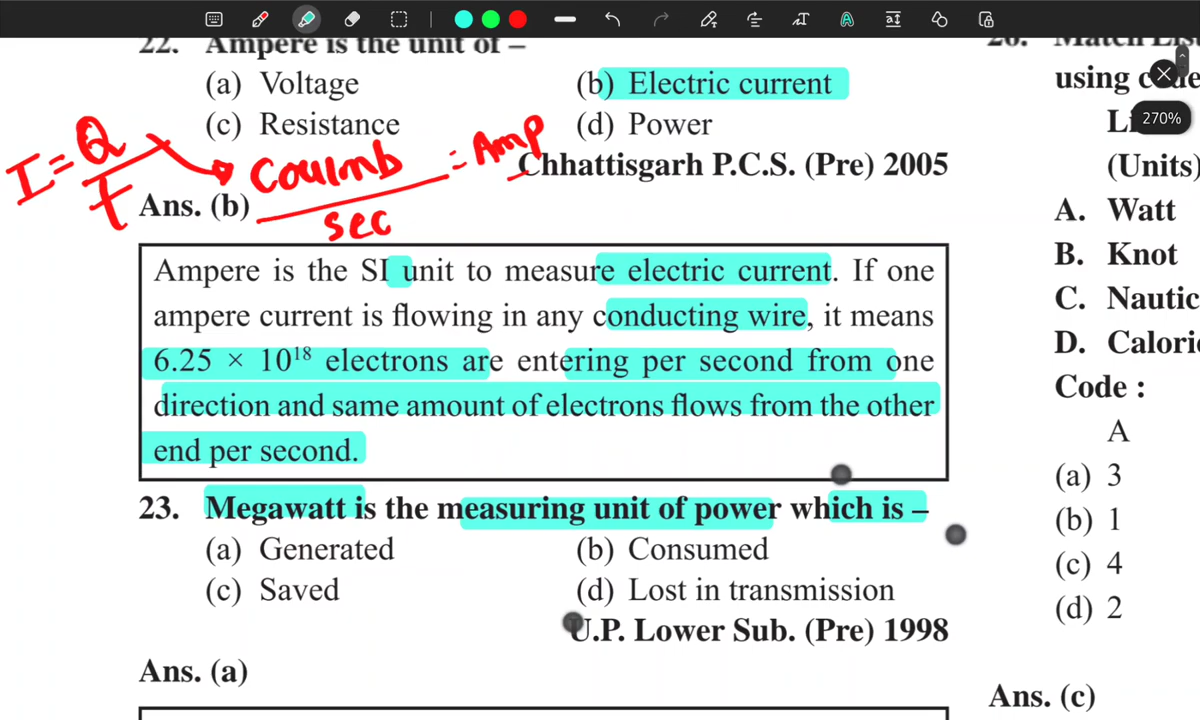 22. Ampere is the unit of –
(a) Voltage (b) Electric current
(c) Resistance (d) Power
Chhattisgarh P.C.S. (Pre) 2005
I = Q / t
Coulmb / sec = Amp
Ans. (b)
Ampere is the SI unit to measure electric current. If one
ampere current is flowing in any conducting wire, it means
6.25 × 10¹⁸ electrons are entering per second from one
direction and same amount of electrons flows from the other
end per second.
23. Megawatt is the measuring unit of power which is –
(a) Generated (b) Consumed
(c) Saved (d) Lost in transmission
U.P. Lower Sub. (Pre) 1998
Ans. (a)
using
270%
(Units)
A. Watt
B. Knot
C. Nautic
D. Calori
Code :
A
(a) 3
(b) 1
(c) 4
(d) 2
Ans. (c)